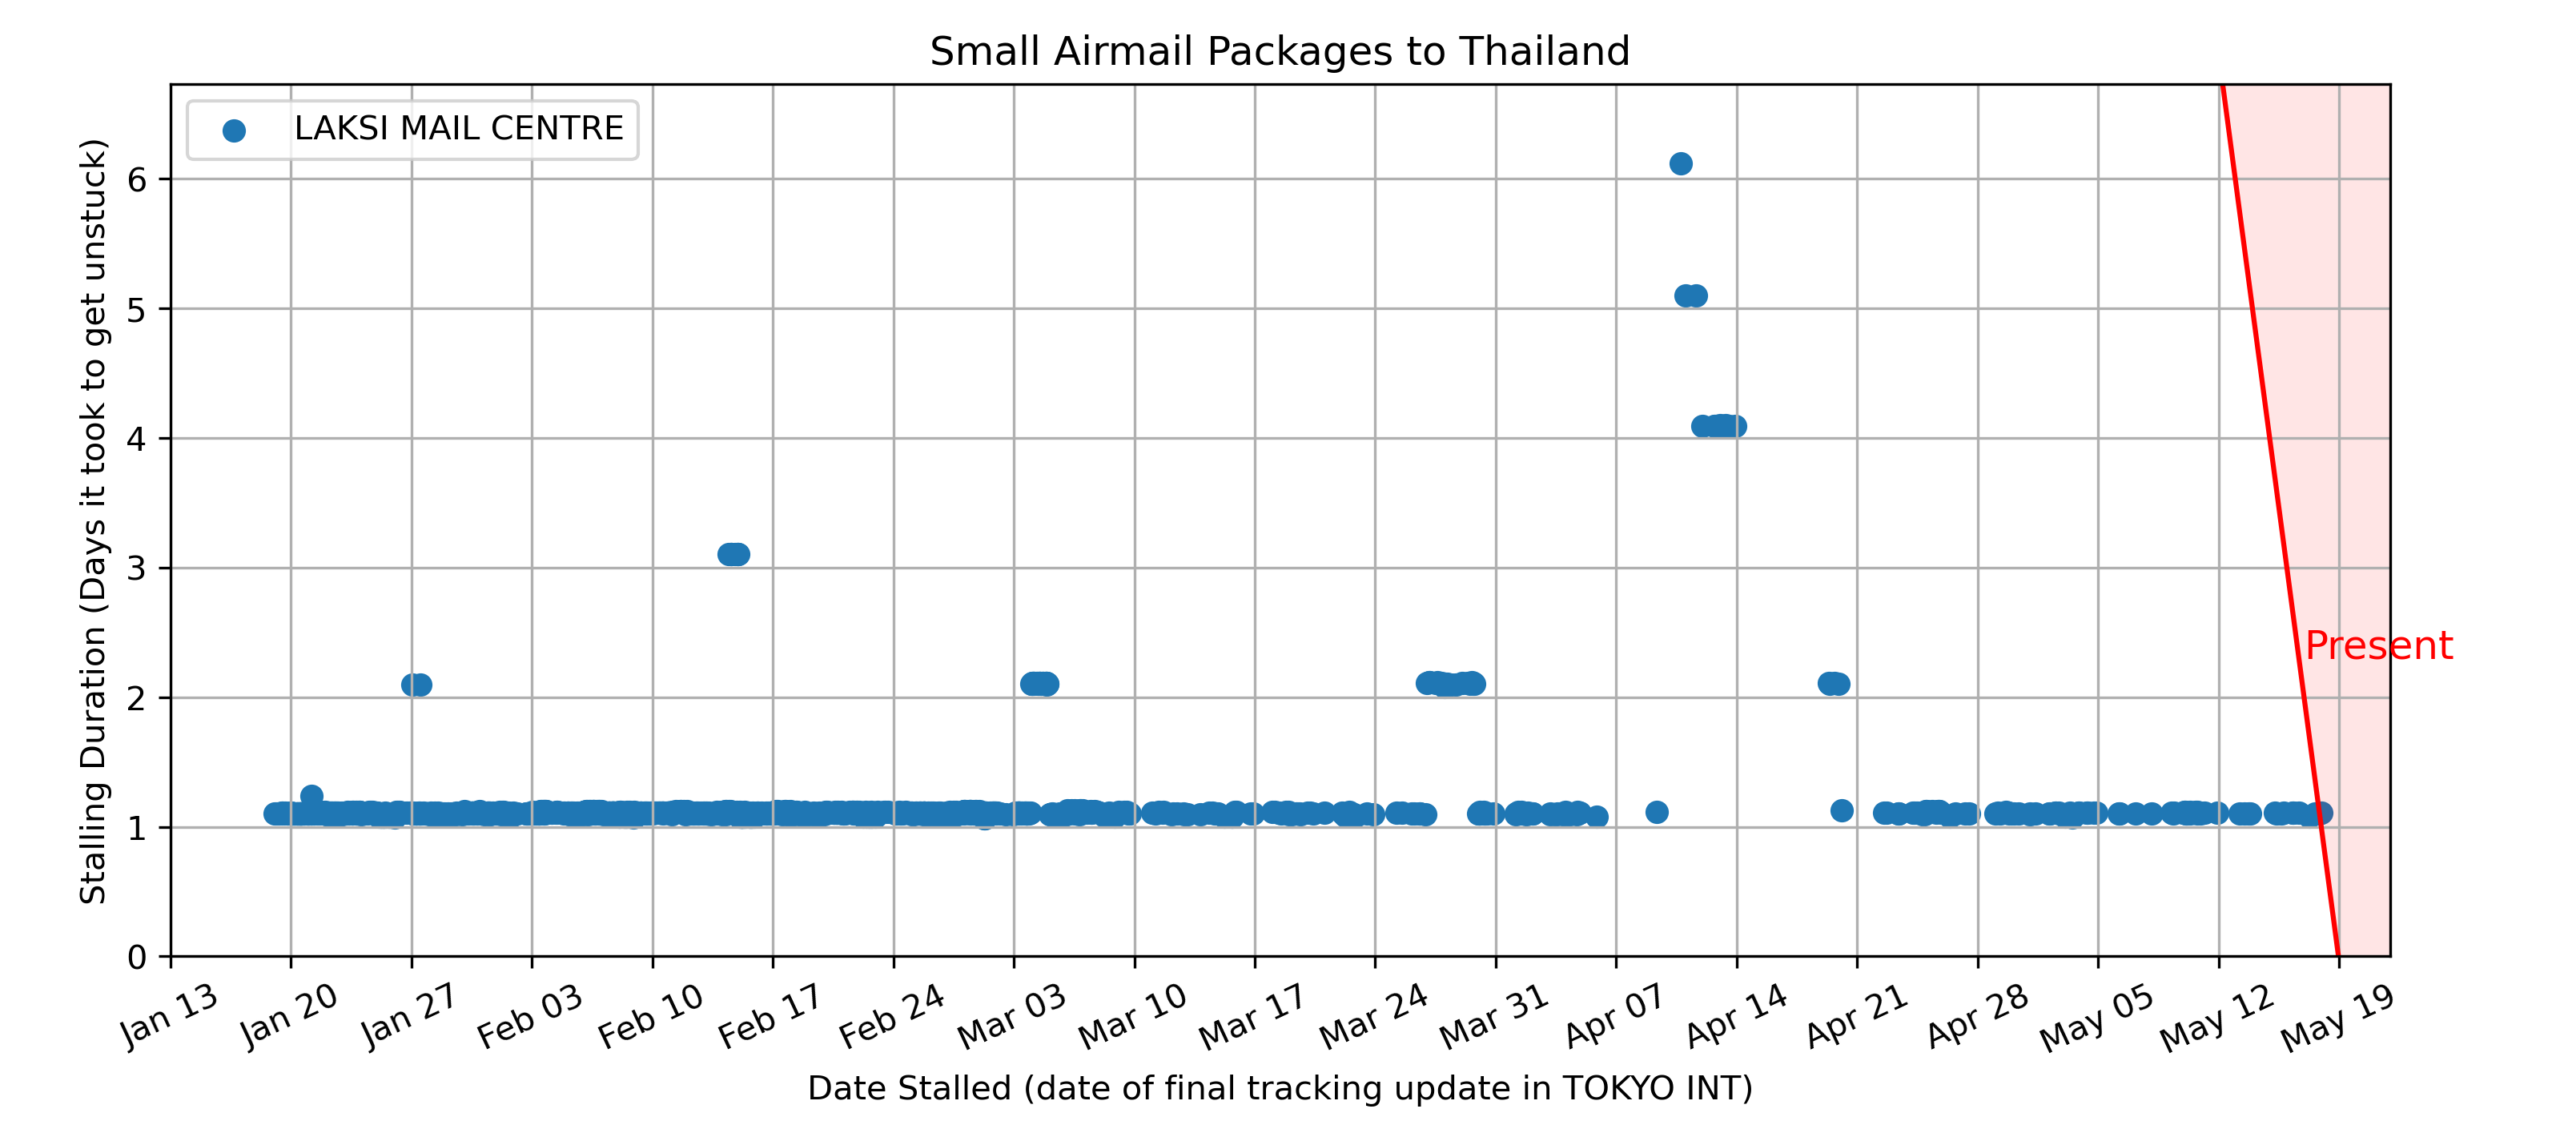 Small Airmail Packages to Thailand
LAKSI MAIL CENTRE
Stalling Duration (Days it took to get unstuck)
6
5
4
3
2
1
0
Present
Jan 13
Jan 20
Jan 27
Feb 03
Feb 10
Feb 17
Feb 24
Mar 03
Mar 10
Mar 17
Mar 24
Mar 31
Apr 07
Apr 14
Apr 21
Apr 28
May 05
May 12
May 19
Date Stalled (date of final tracking update in TOKYO INT)